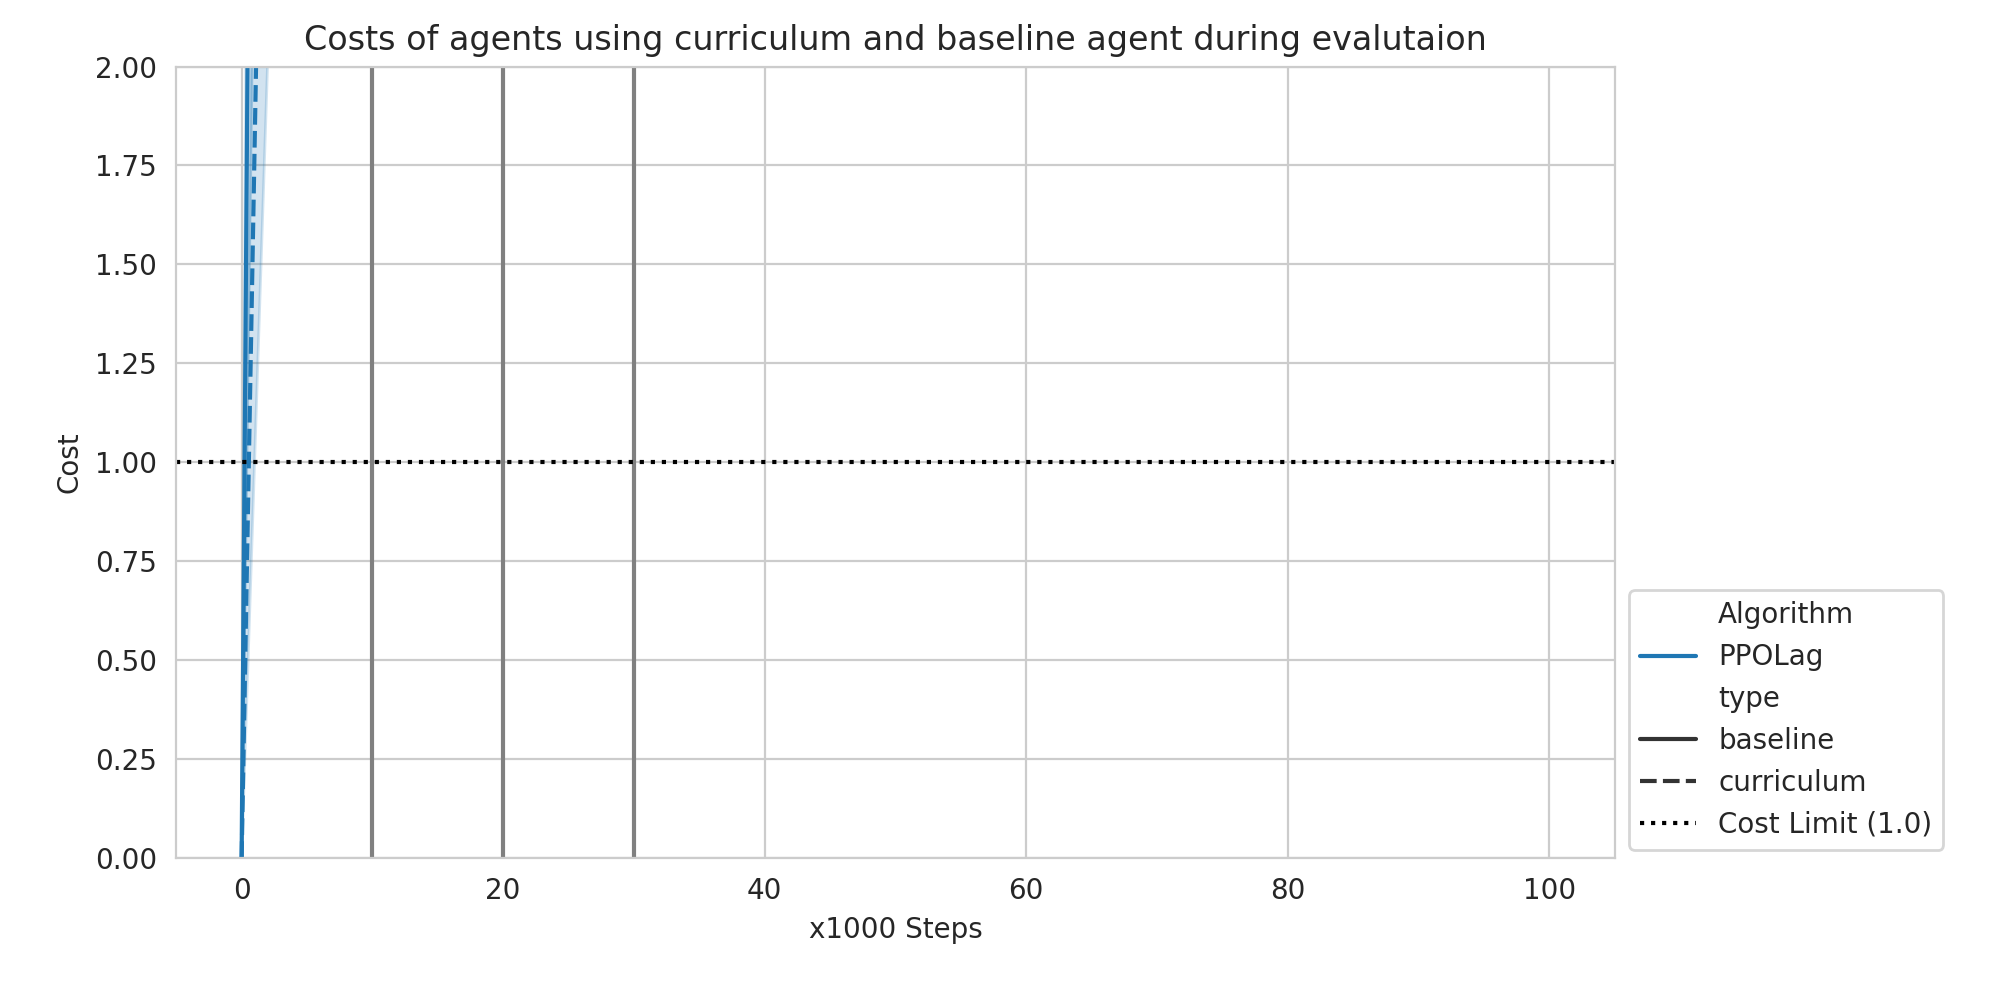 Costs of agents using curriculum and baseline agent during evalutaion
2.00
1.75
1.50
1.25
1.00
0.75
0.50
0.25
0.00
Cost
0 20 40 60 80 100
x1000 Steps
Algorithm
PPOLag
type
baseline
curriculum
Cost Limit (1.0)